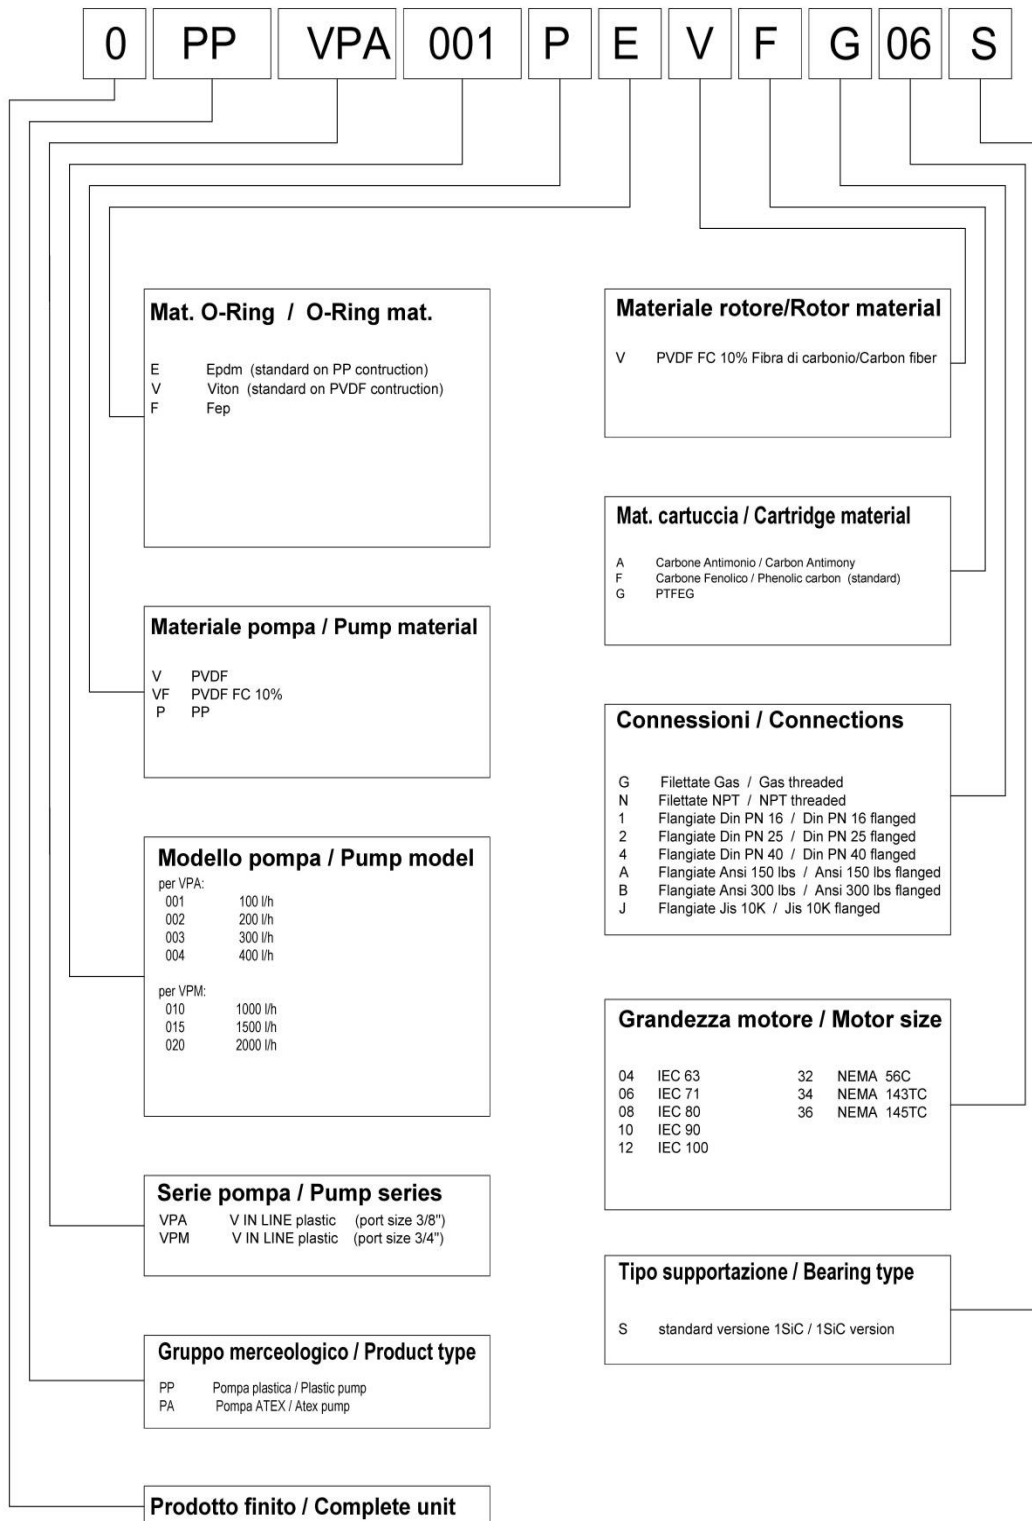 0 PP VPA 001 P E V F G 06 S
Mat. O-Ring / O-Ring mat.
E Epdm (standard on PP contruction)
V Viton (standard on PVDF contruction)
F Fep
Materiale pompa / Pump material
V PVDF
VF PVDF FC 10%
P PP
Modello pompa / Pump model
per VPA:
001 100 l/h
002 200 l/h
003 300 l/h
004 400 l/h
per VPM:
010 1000 l/h
015 1500 l/h
020 2000 l/h
Serie pompa / Pump series
VPA V IN LINE plastic (port size 3/8")
VPM V IN LINE plastic (port size 3/4")
Gruppo merceologico / Product type
PP Pompa plastica / Plastic pump
PA Pompa ATEX / Atex pump
Prodotto finito / Complete unit
Materiale rotore/Rotor material
V PVDF FC 10% Fibra di carbonio/Carbon fiber
Mat. cartuccia / Cartridge material
A Carbone Antimonio / Carbon Antimony
F Carbone Fenolico / Phenolic carbon (standard)
G PTFEG
Connessioni / Connections
G Filettate Gas / Gas threaded
N Filettate NPT / NPT threaded
1 Flangiate Din PN 16 / Din PN 16 flanged
2 Flangiate Din PN 25 / Din PN 25 flanged
4 Flangiate Din PN 40 / Din PN 40 flanged
A Flangiate Ansi 150 lbs / Ansi 150 lbs flanged
B Flangiate Ansi 300 lbs / Ansi 300 lbs flanged
J Flangiate Jis 10K / Jis 10K flanged
Grandezza motore / Motor size
04 IEC 63 32 NEMA 56C
06 IEC 71 34 NEMA 143TC
08 IEC 80 36 NEMA 145TC
10 IEC 90
12 IEC 100
Tipo supportazione / Bearing type
S standard versione 1SiC / 1SiC version